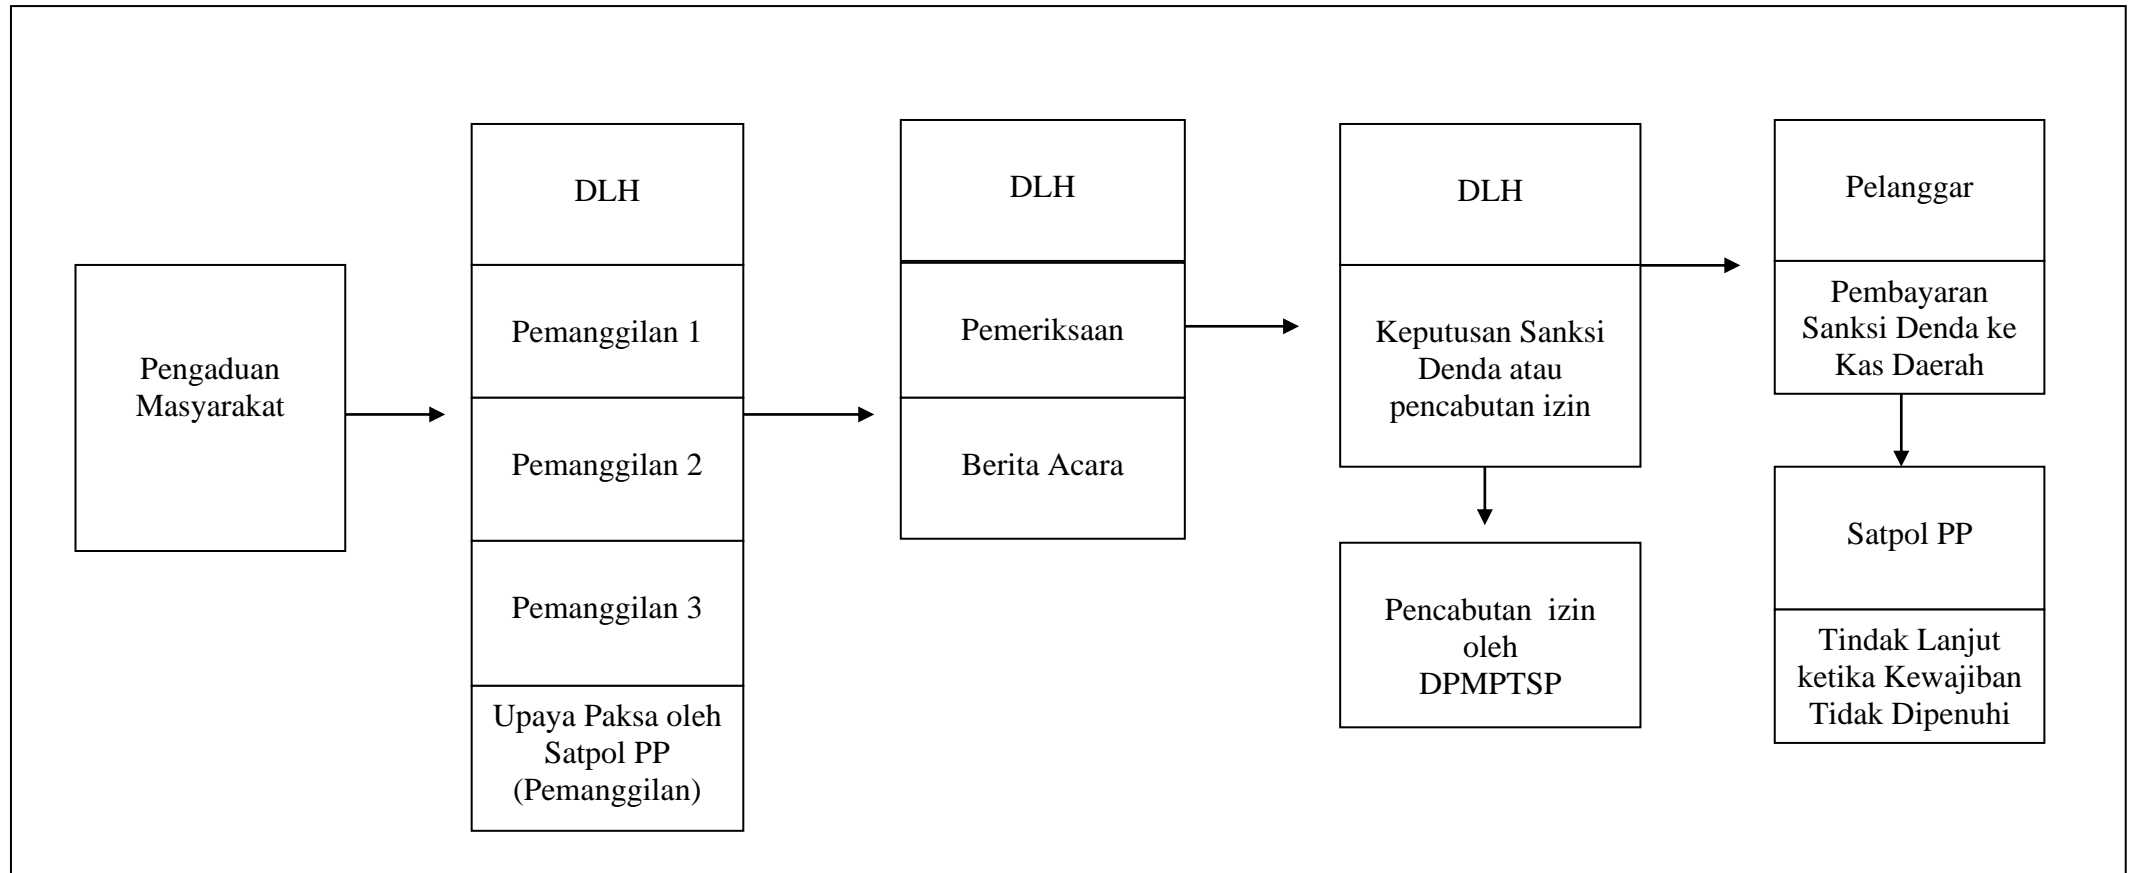 Pengaduan
Masyarakat
DLH
Pemanggilan 1
Pemanggilan 2
Pemanggilan 3
Upaya Paksa oleh
Satpol PP
(Pemanggilan)
DLH
Pemeriksaan
Berita Acara
DLH
Keputusan Sanksi
Denda atau
pencabutan izin
Pencabutan izin
oleh
DPMPTSP
Pelanggar
Pembayaran
Sanksi Denda ke
Kas Daerah
Satpol PP
Tindak Lanjut
ketika Kewajiban
Tidak Dipenuhi